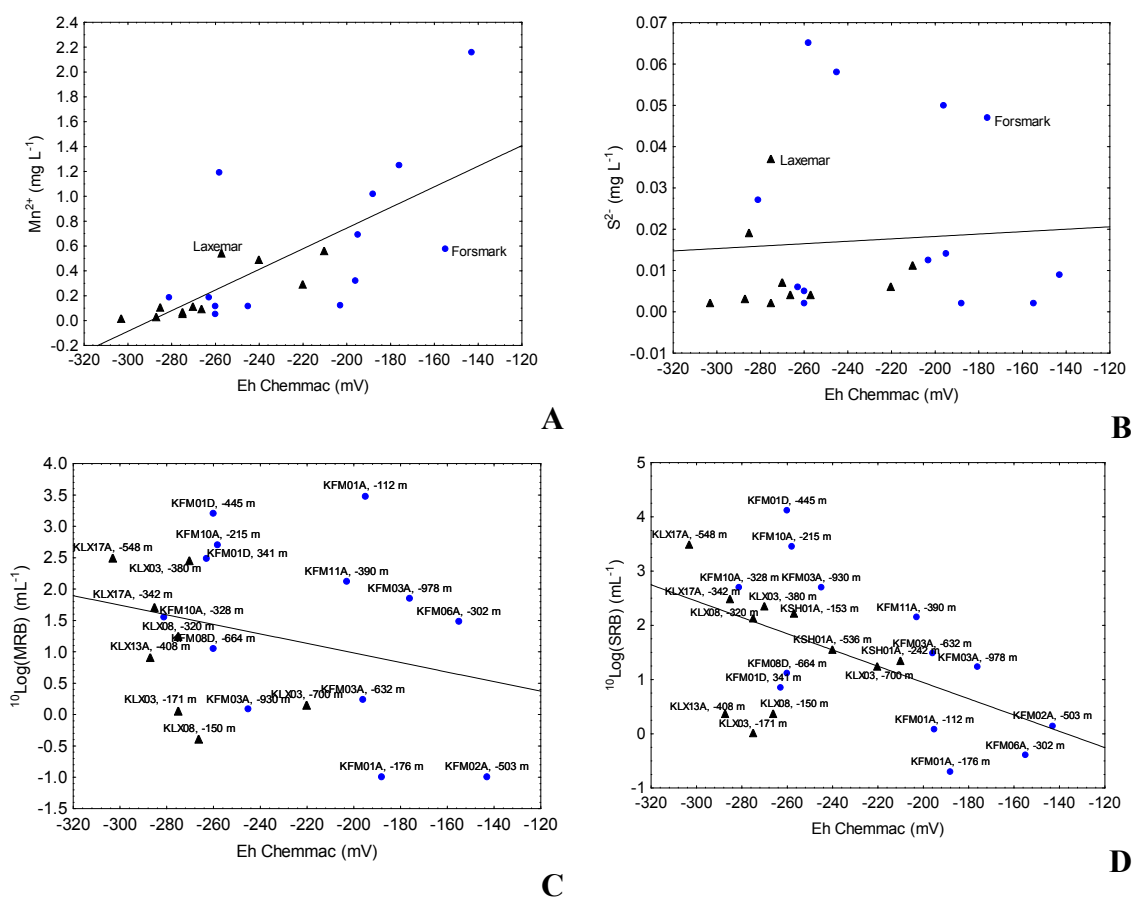 2.4
2.2
2.0
1.8
1.6
1.4
1.2
1.0
0.8
0.6
0.4
0.2
0.0
-0.2
Mn2+ (mg L-1)
Laxemar
Forsmark
-320 -300 -280 -260 -240 -220 -200 -180 -160 -140 -120
Eh Chemmac (mV)
A
0.07
0.06
0.05
0.04
0.03
0.02
0.01
0.00
-0.01
S2- (mg L-1)
Forsmark
Laxemar
-320 -300 -280 -260 -240 -220 -200 -180 -160 -140 -120
Eh Chemmac (mV)
B
4.0
3.5
3.0
2.5
2.0
1.5
1.0
0.5
0.0
-0.5
-1.0
-1.5
10Log(MRB) (mL-1)
KFM01A, -112 m
KFM01D, -445 m
KFM10A, -215 m
KLX17A, -548 m
KFM01D, 341 m
KLX03, -380 m
KFM11A, -390 m
KFM03A, -978 m
KLX17A, -342 m
KFM10A, -328 m
KFM06A, -302 m
KLX08, -320 m
KFM08D, -664 m
KLX13A, -408 m
KLX03, -171 m
KFM03A, -930 m
KLX03, -700 m
KFM03A, -632 m
KLX08, -150 m
KFM01A, -176 m
KFM02A, -503 m
-320 -300 -280 -260 -240 -220 -200 -180 -160 -140 -120
Eh Chemmac (mV)
C
5
4
3
2
1
0
-1
10Log(SRB) (mL-1)
KFM01D, -445 m
KLX17A, -548 m
KFM10A, -215 m
KFM10A, -328 m
KFM03A, -930 m
KLX17A, -342 m
KLX03, -380 m
KLX08, -320 m
KSH01A, -153 m
KFM11A, -390 m
KSH01A, -536 m
KFM03A, -632 m
KSH01A, -242 m
KFM03A, -978 m
KFM08D, -664 m
KLX03, -700 m
KFM01D, 341 m
KLX13A, -408 m
KLX08, -150 m
KLX03, -171 m
KFM01A, -112 m
KFM02A, -503 m
KFM06A, -302 m
KFM01A, -176 m
-320 -300 -280 -260 -240 -220 -200 -180 -160 -140 -120
Eh Chemmac (mV)
D